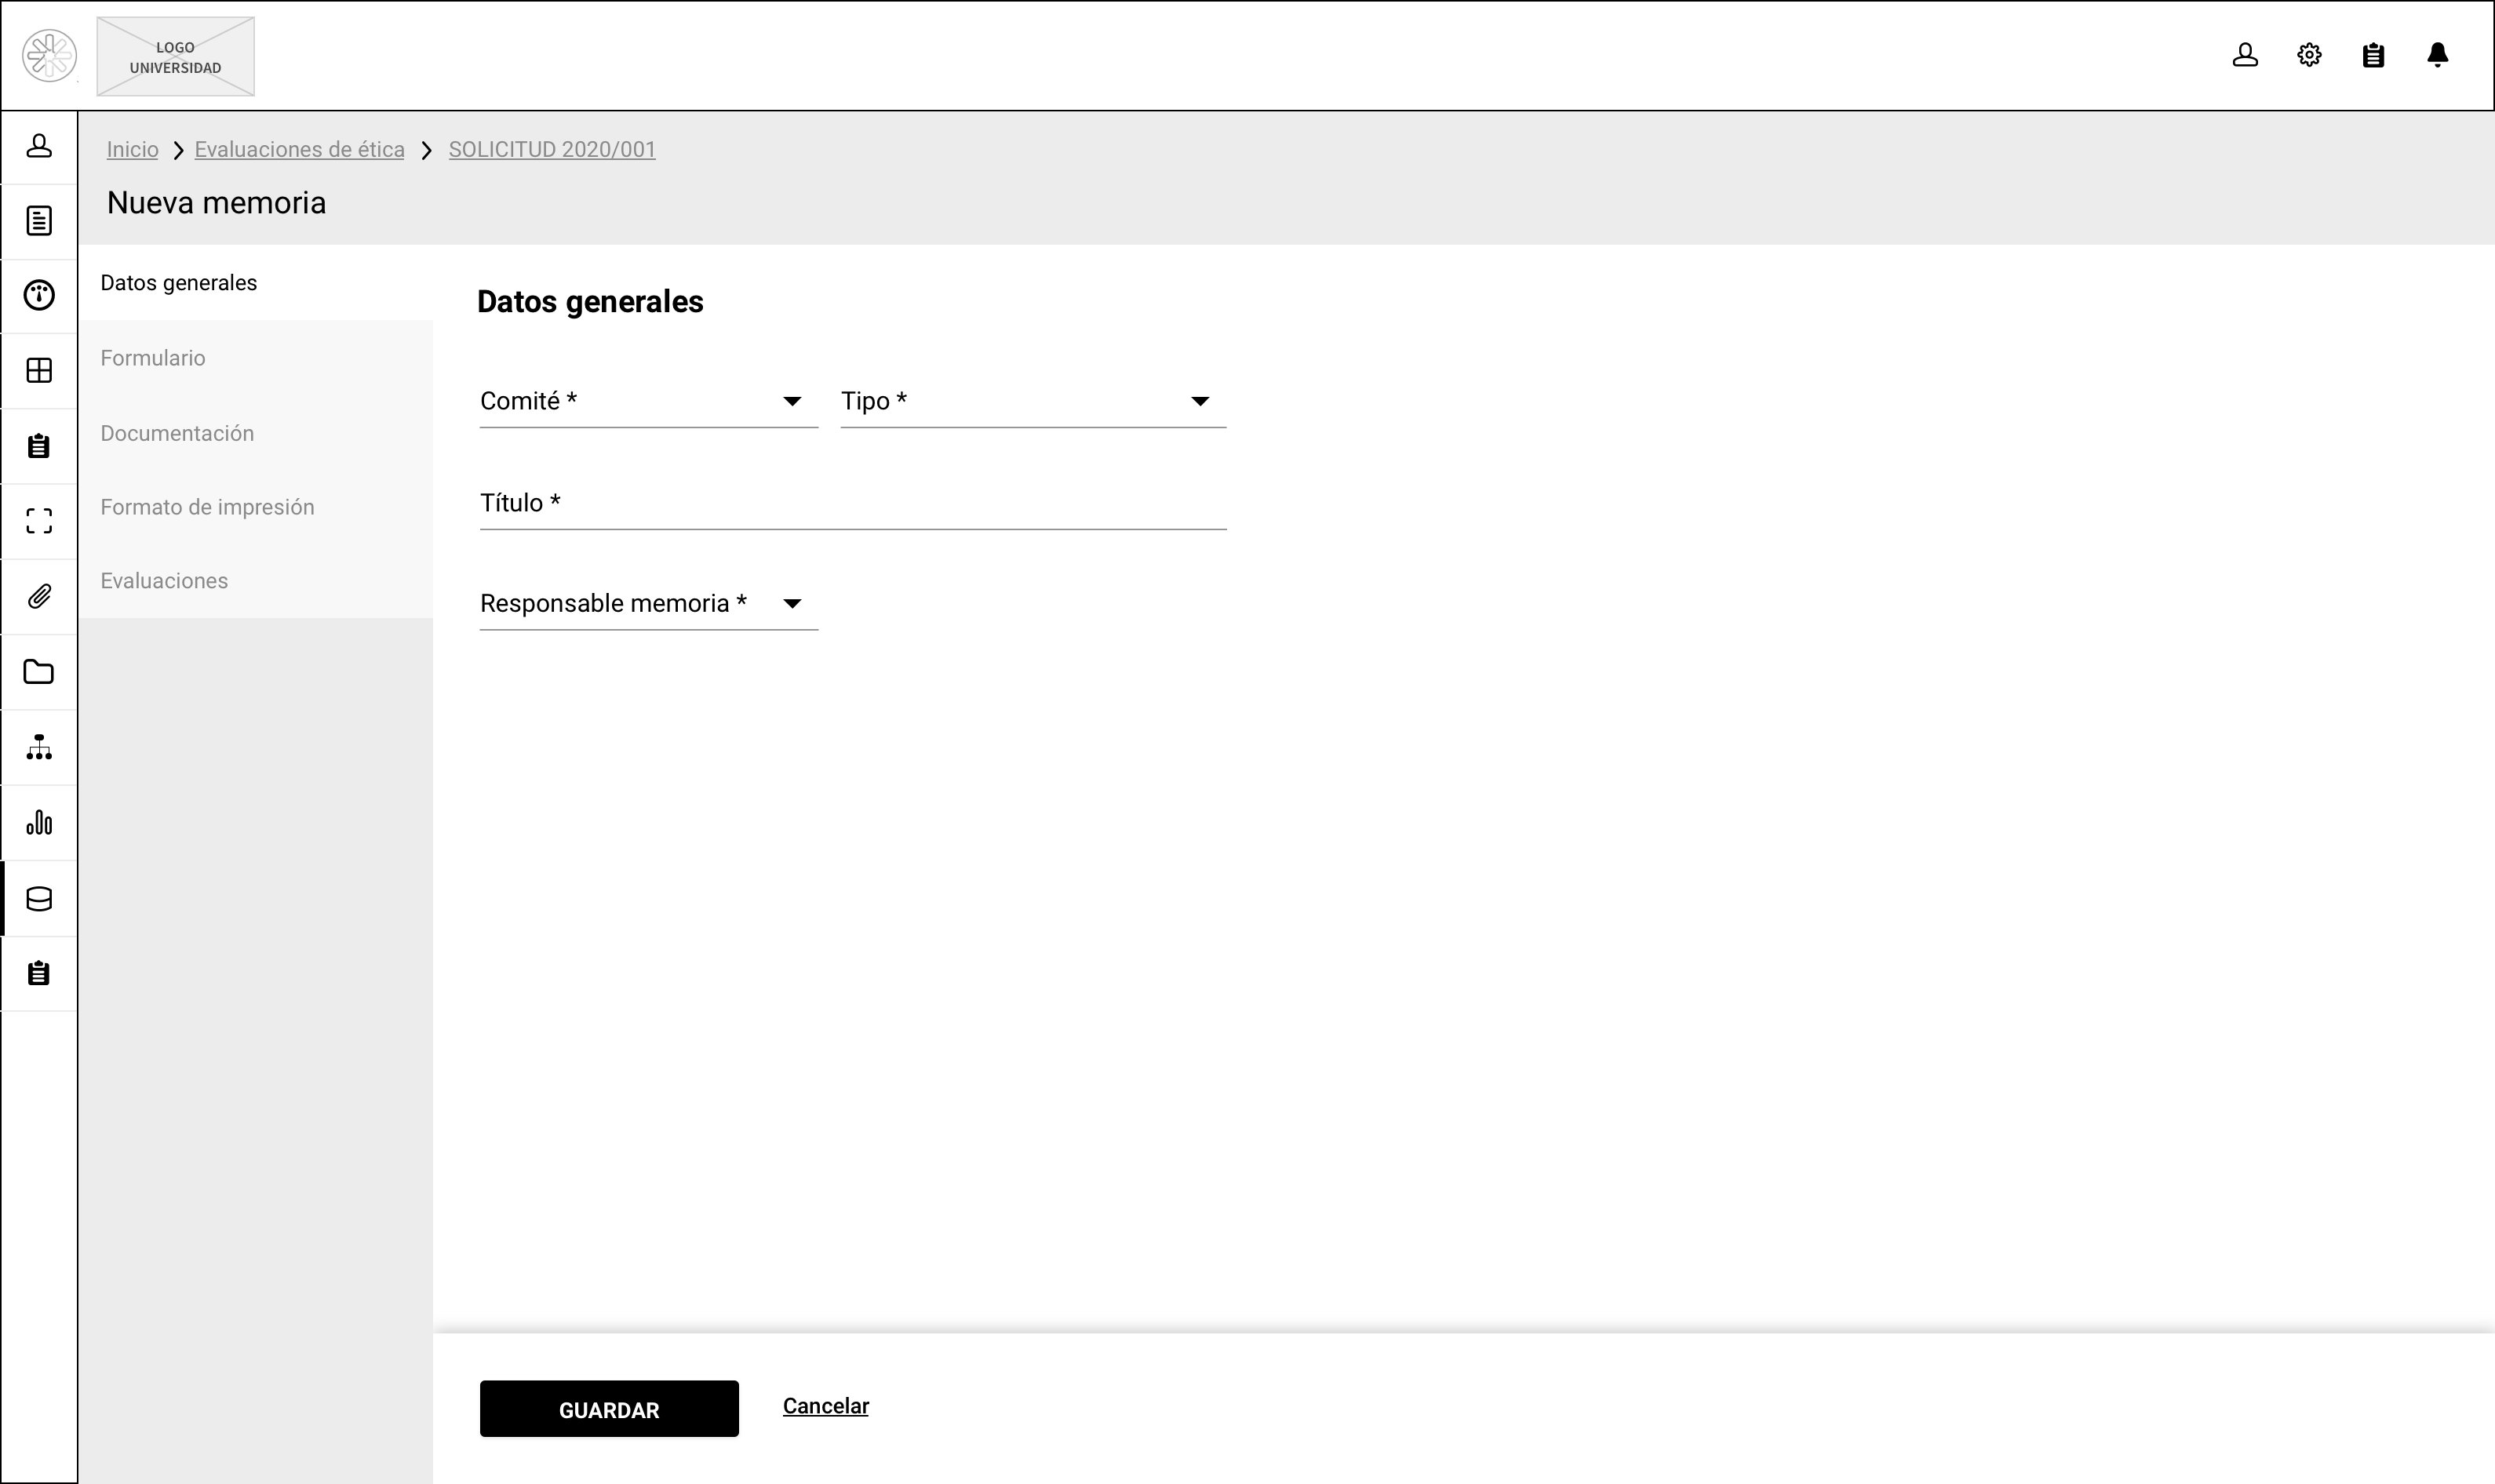 LOGO
UNIVERSIDAD
Inicio Evaluaciones de ética SOLICITUD 2020/001
Nueva memoria
Datos generales
Formulario
Documentación
Formato de impresión
Evaluaciones
Datos generales
Comité * Tipo *
Título *
Responsable memoria *
GUARDAR Cancelar